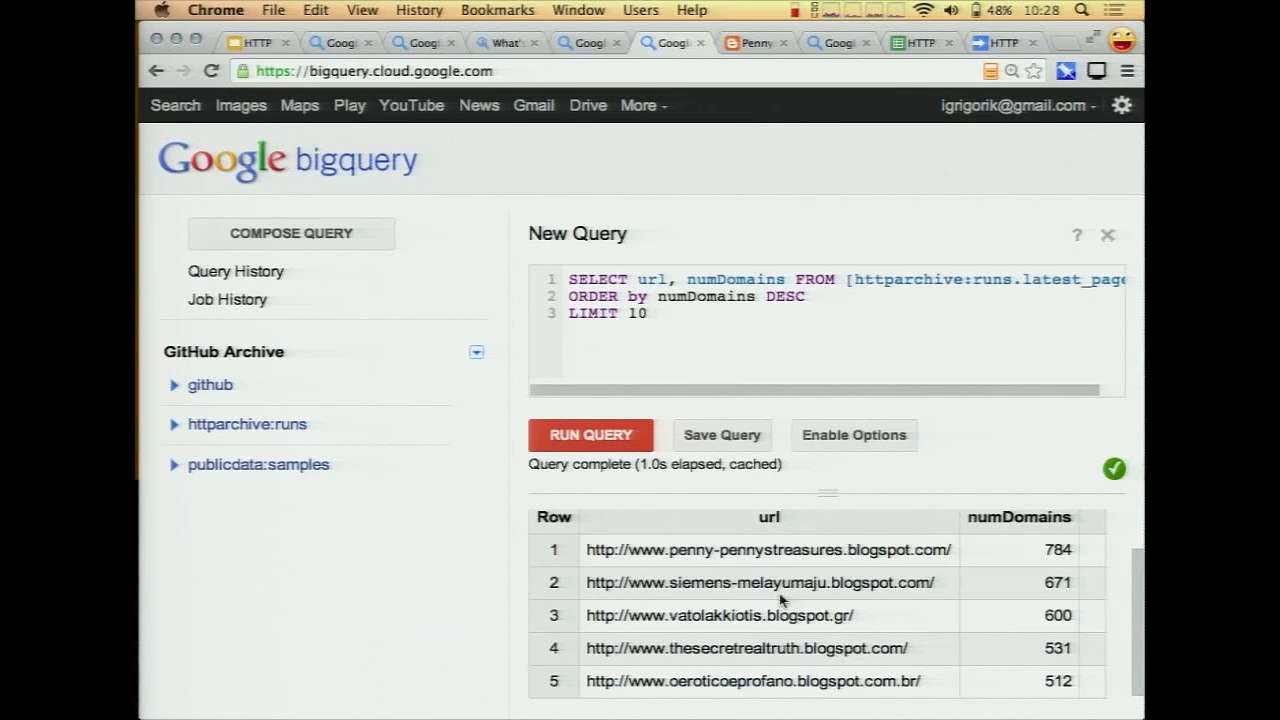 Chrome File Edit View History Bookmarks Window Users Help 48% 10:28
HTTP Googl Googl What's Googl Googl Penny Googl HTTP HTTP
https://bigquery.cloud.google.com
Search Images Maps Play YouTube News Gmail Drive More igrigorik@gmail.com
Google bigquery
COMPOSE QUERY
Query History
Job History
GitHub Archive
github
httparchive:runs
publicdata:samples
New Query ?
1 SELECT url, numDomains FROM [httparchive:runs.latest_page
2 ORDER by numDomains DESC
3 LIMIT 10
RUN QUERY Save Query Enable Options
Query complete (1.0s elapsed, cached)
Row url numDomains
1 http://www.penny-pennystreasures.blogspot.com/ 784
2 http://www.siemens-melayumaju.blogspot.com/ 671
3 http://www.vatolakkiotis.blogspot.gr/ 600
4 http://www.thesecretrealtruth.blogspot.com/ 531
5 http://www.oeroticoeprofano.blogspot.com.br/ 512